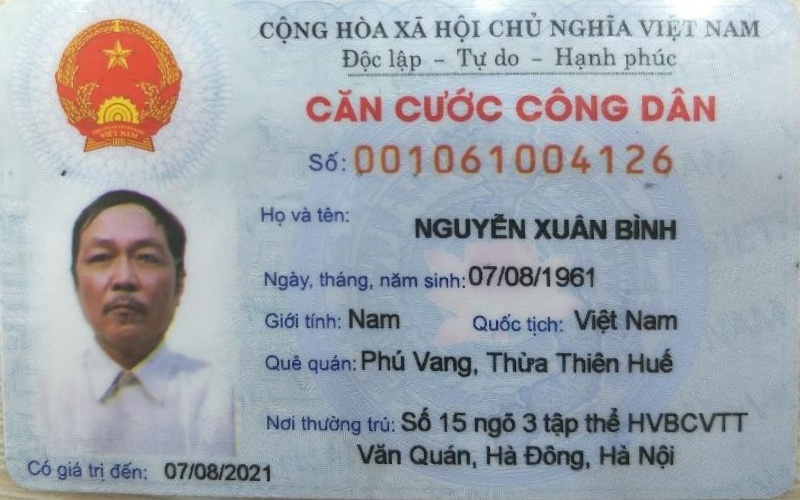 CỘNG HÒA XÃ HỘI CHỦ NGHĨA VIỆT NAM
Độc lập - Tự do - Hạnh phúc
CĂN CƯỚC CÔNG DÂN
Số: 001061004126
Họ và tên: NGUYỄN XUÂN BÌNH
Ngày, tháng, năm sinh: 07/08/1961
Giới tính: Nam Quốc tịch: Việt Nam
Quê quán: Phú Vang, Thừa Thiên Huế
Nơi thường trú: Số 15 ngõ 3 tập thể HVBCVTT
Văn Quán, Hà Đông, Hà Nội
Có giá trị đến: 07/08/2021
VIỆT NAM